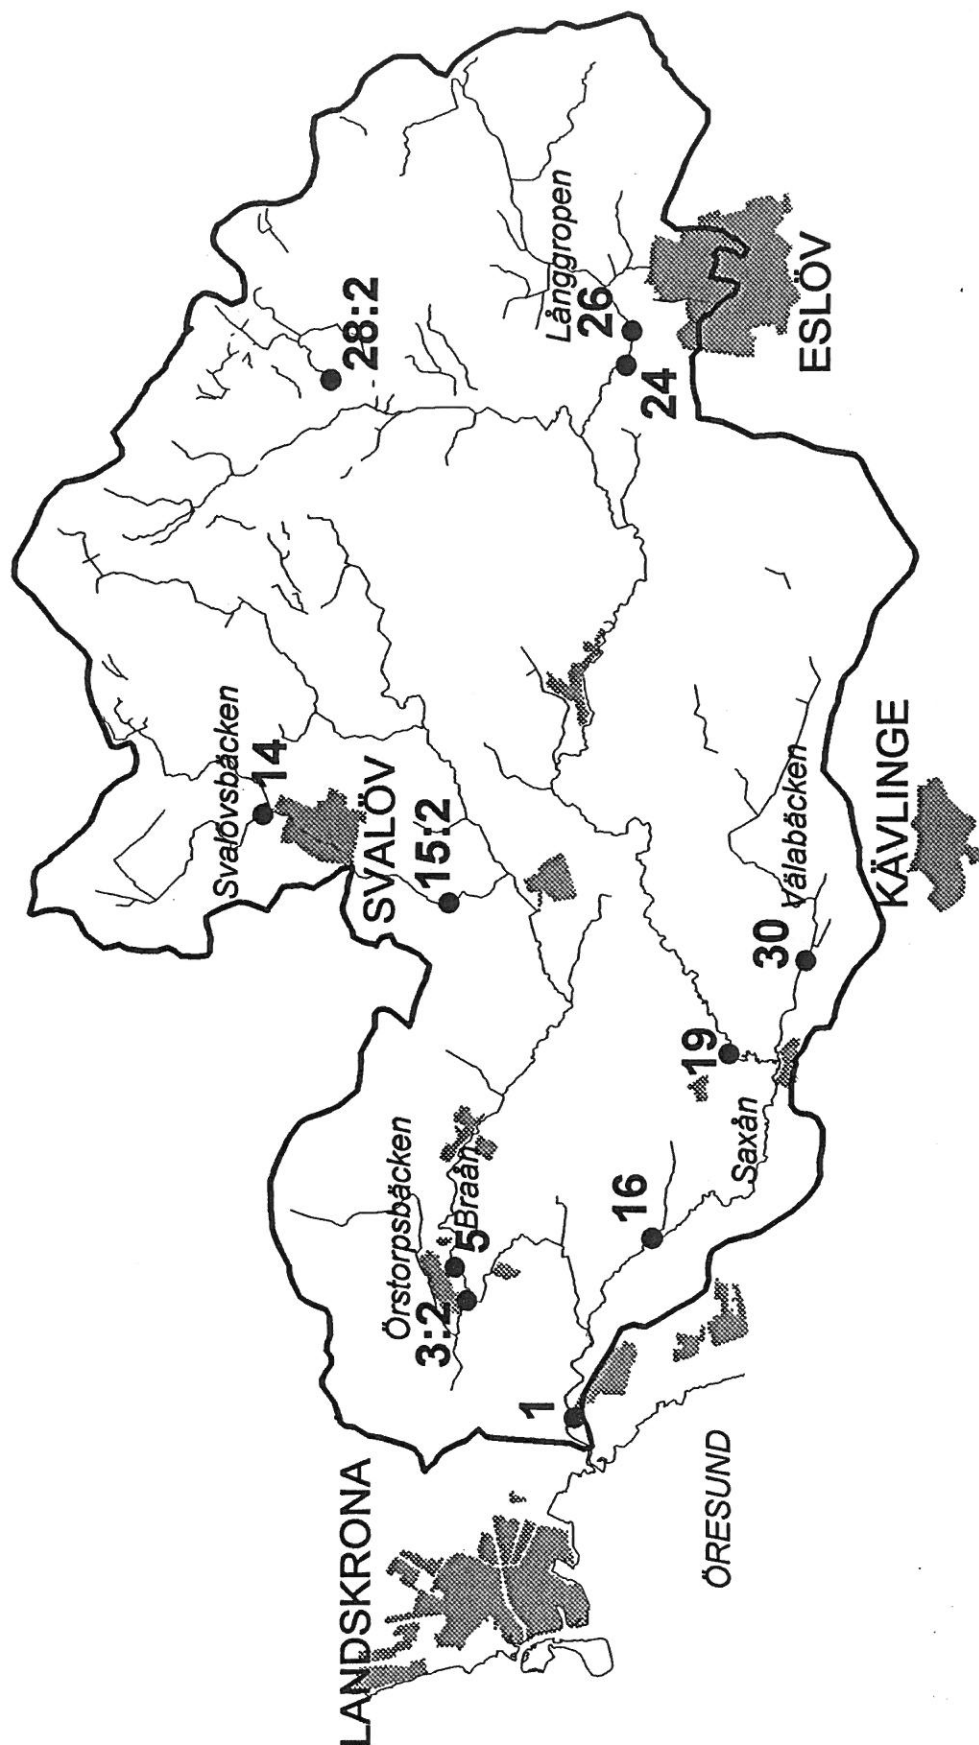 Svalövsbäcken
14
SVALÖV
15:2
28:2
Långgropen
26
24
ESLÖV
Örstorpsbäcken
3:2
5
Braån
LANDSKRONA
1
16
19
Saxån
30
Välabäcken
KÄVLINGE
ÖRESUND